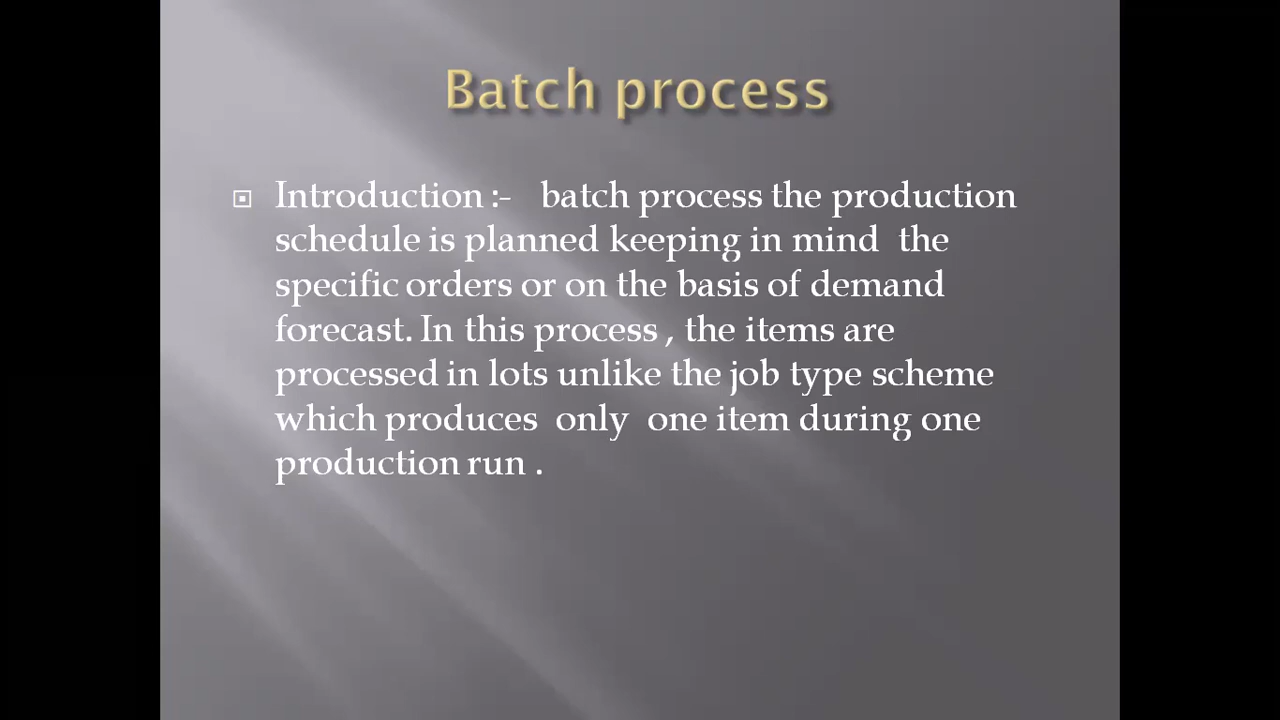 Batch process
Introduction :- batch process the production
schedule is planned keeping in mind the
specific orders or on the basis of demand
forecast. In this process , the items are
processed in lots unlike the job type scheme
which produces only one item during one
production run .